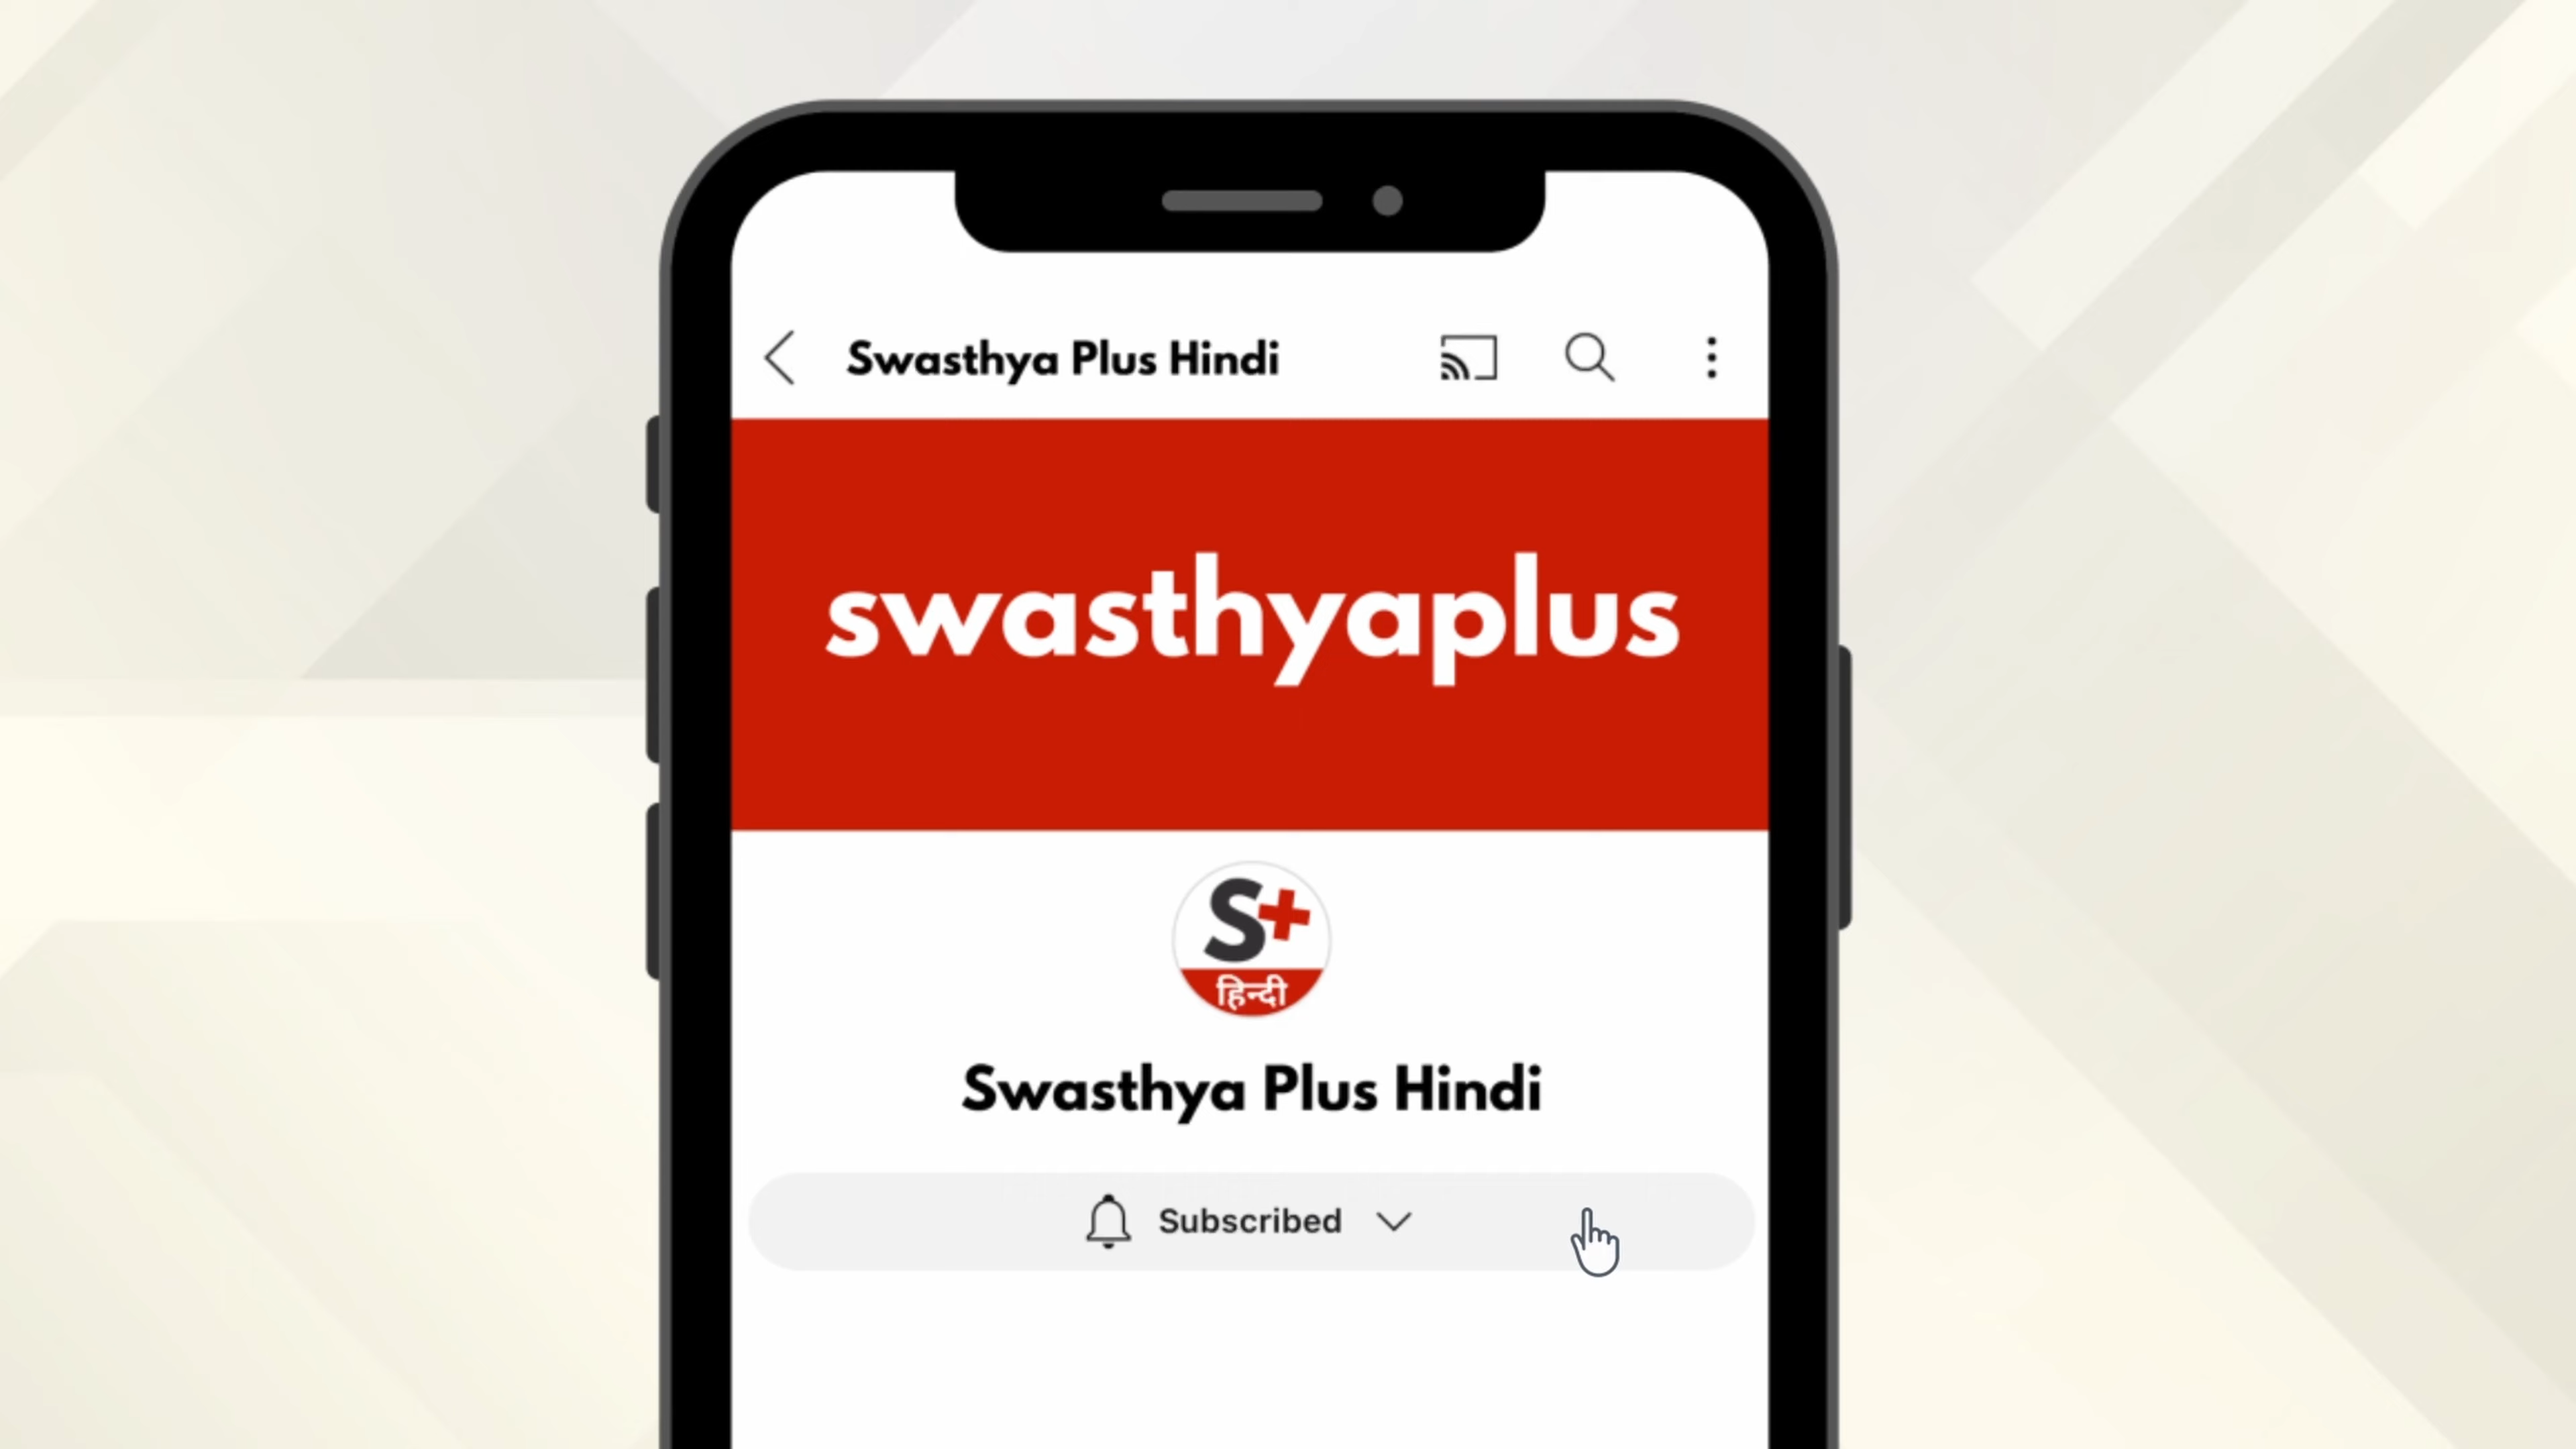 Swasthya Plus Hindi
swasthyaplus
S+
हिन्दी
Swasthya Plus Hindi
Subscribed